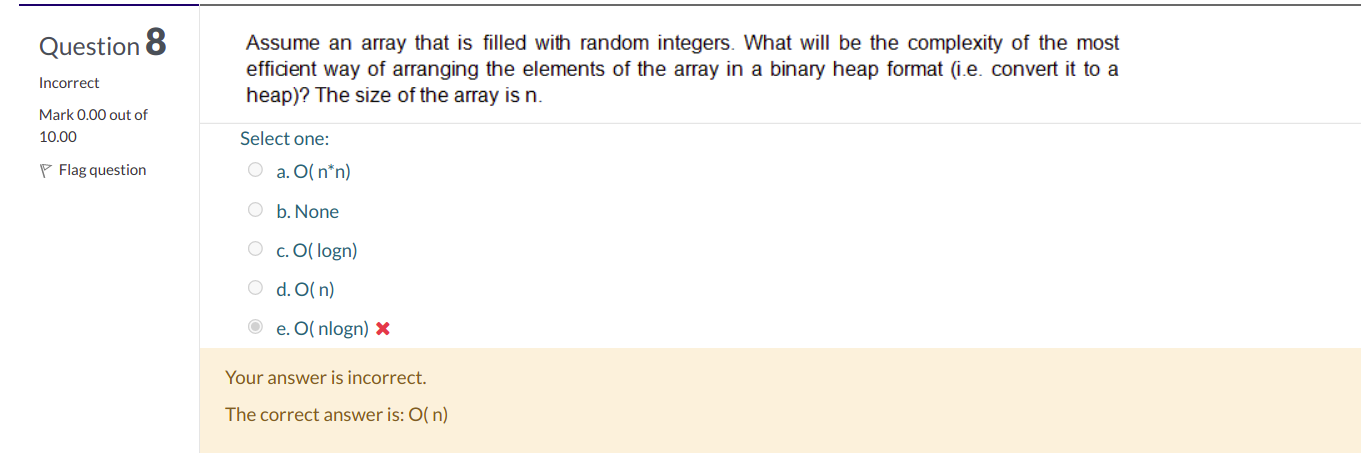 Question 8
Incorrect
Mark 0.00 out of
10.00
Flag question
Assume an array that is filled with random integers. What will be the complexity of the most
efficient way of arranging the elements of the array in a binary heap format (i.e. convert it to a
heap)? The size of the array is n.
Select one:
a. O( n*n)
b. None
c. O( logn)
d. O( n)
e. O( nlogn)
Your answer is incorrect.
The correct answer is: O( n)